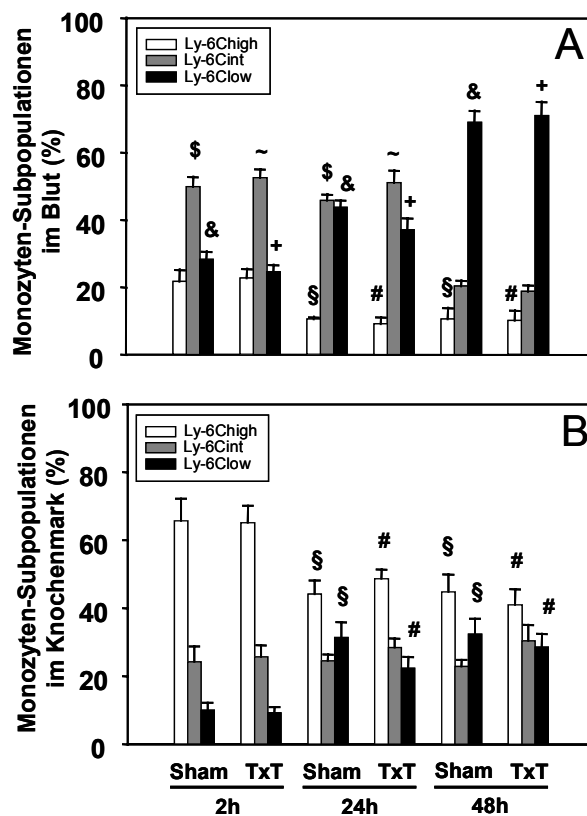 A
Monozyten-Subpopulationen
im Blut (%)
100
80
60
40
20
0
Ly-6Chigh
Ly-6Cint
Ly-6Clow
$ & ~ + § $ & # ~ + § & # +
B
Monozyten-Subpopulationen
im Knochenmark (%)
100
80
60
40
20
0
Ly-6Chigh
Ly-6Cint
Ly-6Clow
§ § # # § § # #
Sham TxT Sham TxT Sham TxT
2h 24h 48h